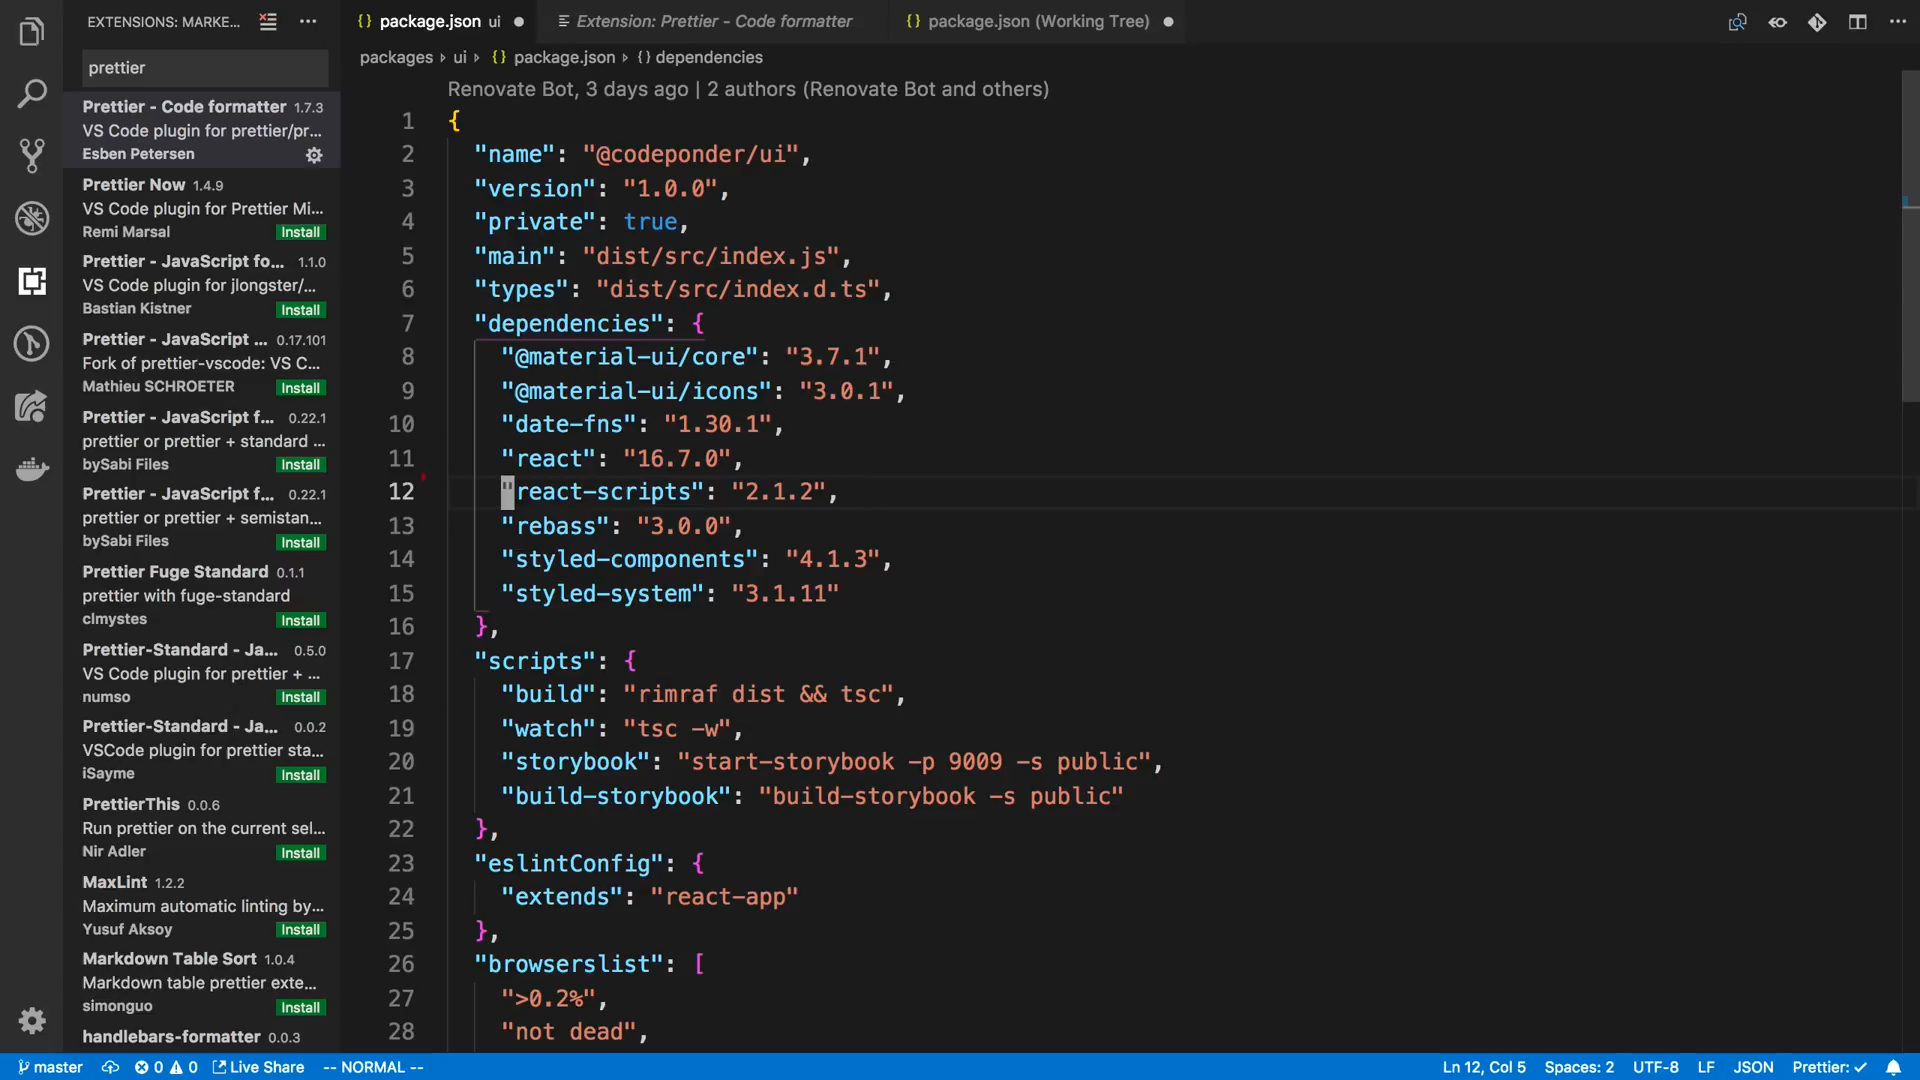 EXTENSIONS: MARKE...
prettier
Prettier - Code formatter 1.7.3
VS Code plugin for prettier/pr...
Esben Petersen
Prettier Now 1.4.9
VS Code plugin for Prettier Mi...
Remi Marsal Install
Prettier - JavaScript fo... 1.1.0
VS Code plugin for jlongster/...
Bastian Kistner Install
Prettier - JavaScript ... 0.17.101
Fork of prettier-vscode: VS C...
Mathieu SCHROETER Install
Prettier - JavaScript f... 0.22.1
prettier or prettier + standard ...
bySabi Files Install
Prettier - JavaScript f... 0.22.1
prettier or prettier + semistan...
bySabi Files Install
Prettier Fuge Standard 0.1.1
prettier with fuge-standard
clmystes Install
Prettier-Standard - Ja... 0.5.0
VS Code plugin for prettier + ...
numso Install
Prettier-Standard - Ja... 0.0.2
VSCode plugin for prettier sta...
iSayme Install
PrettierThis 0.0.6
Run prettier on the current sel...
Nir Adler Install
MaxLint 1.2.2
Maximum automatic linting by...
Yusuf Aksoy Install
Markdown Table Sort 1.0.4
Markdown table prettier exte...
simonguo Install
handlebars-formatter 0.0.3
{} package.json ui ● Extension: Prettier - Code formatter {} package.json (Working Tree) ●
packages › ui › {} package.json › {} dependencies
Renovate Bot, 3 days ago | 2 authors (Renovate Bot and others)
1 {
2 "name": "@codeponder/ui",
3 "version": "1.0.0",
4 "private": true,
5 "main": "dist/src/index.js",
6 "types": "dist/src/index.d.ts",
7 "dependencies": {
8 "@material-ui/core": "3.7.1",
9 "@material-ui/icons": "3.0.1",
10 "date-fns": "1.30.1",
11 "react": "16.7.0",
12 "react-scripts": "2.1.2",
13 "rebass": "3.0.0",
14 "styled-components": "4.1.3",
15 "styled-system": "3.1.11"
16 },
17 "scripts": {
18 "build": "rimraf dist && tsc",
19 "watch": "tsc -w",
20 "storybook": "start-storybook -p 9009 -s public",
21 "build-storybook": "build-storybook -s public"
22 },
23 "eslintConfig": {
24 "extends": "react-app"
25 },
26 "browserslist": [
27 ">0.2%",
28 "not dead",
master 0 0 Live Share -- NORMAL -- Ln 12, Col 5 Spaces: 2 UTF-8 LF JSON Prettier: ✓